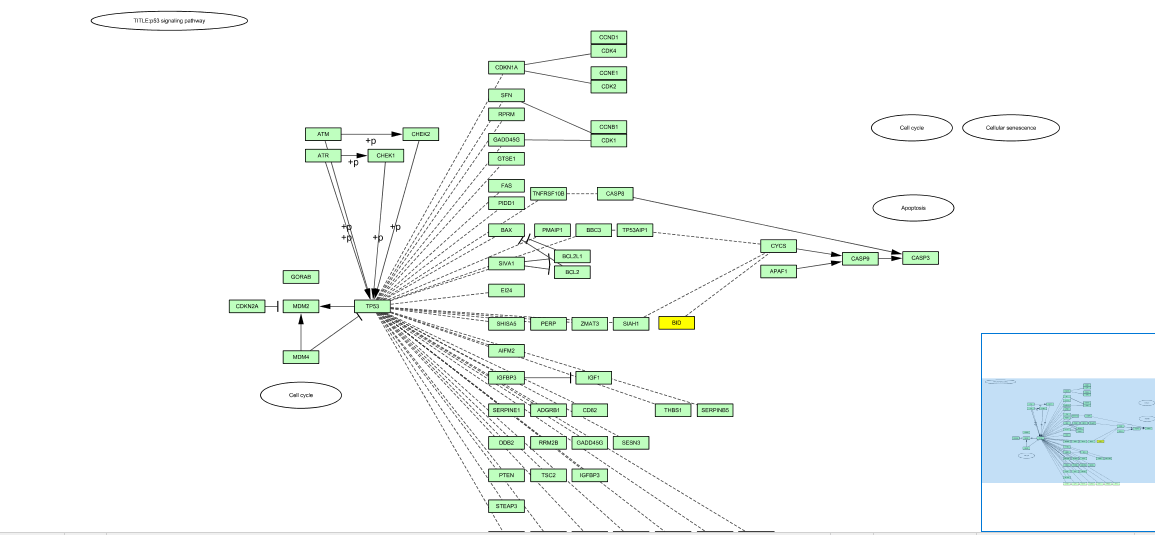 TITLE:p53 signaling pathway
CCND1
CDK4
CDKN1A
CCNE1
CDK2
SFN
RPRM
CCNB1
CDK1
GADD45G
GTSE1
ATM
+p
CHEK2
ATR
+p
CHEK1
Cell cycle
Cellular senescence
FAS
TNFRSF10B
CASP8
PIDD1
Apoptosis
+p
+p
+p
+p
BAX
PMAIP1
BBC3
TP53AIP1
CYCS
BCL2L1
SIVA1
BCL2
CASP9
CASP3
APAF1
GORAB
EI24
CDKN2A
MDM2
TP53
SHISA5
PERP
ZMAT3
SIAH1
BID
MDM4
AIFM2
IGFBP3
IGF1
Cell cycle
SERPINE1
ADGRB1
CD82
THBS1
SERPINB5
DDB2
RRM2B
GADD45G
SESN3
PTEN
TSC2
IGFBP3
STEAP3